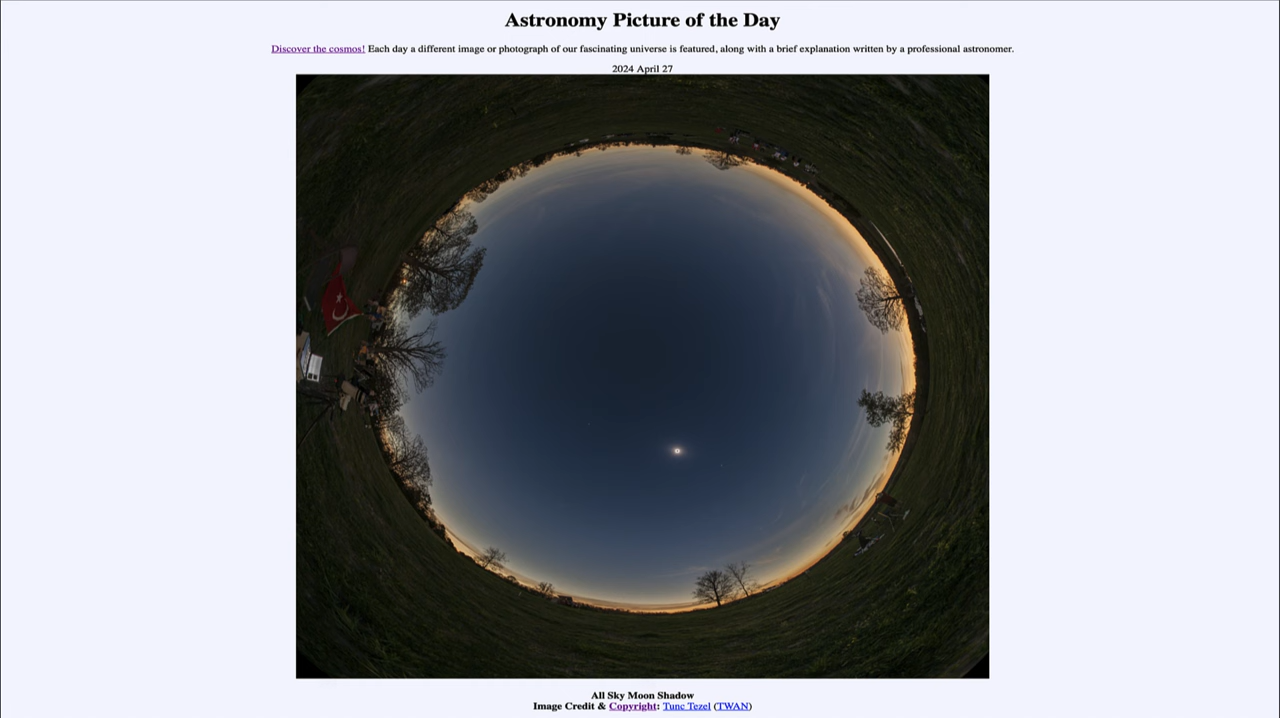 Astronomy Picture of the Day
Discover the cosmos! Each day a different image or photograph of our fascinating universe is featured, along with a brief explanation written by a professional astronomer.
2024 April 27
All Sky Moon Shadow
Image Credit & Copyright: Tunc Tezel (TWAN)